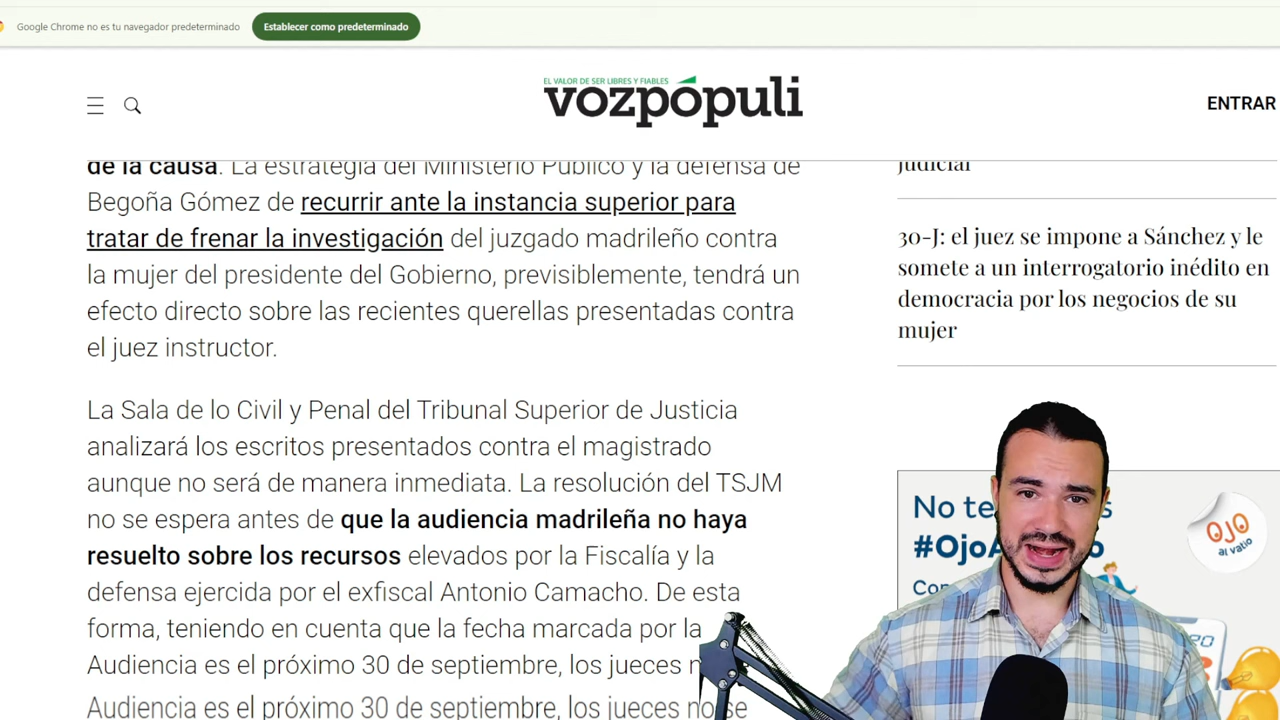 Google Chrome no es tu navegador predeterminado
Establecer como predeterminado
EL VALOR DE SER LIBRES Y FIABLES
vozpópuli
ENTRAR
de la causa. La estrategia del Ministerio Público y la defensa de
Begoña Gómez de recurrir ante la instancia superior para
tratar de frenar la investigación del juzgado madrileño contra
la mujer del presidente del Gobierno, previsiblemente, tendrá un
efecto directo sobre las recientes querellas presentadas contra
el juez instructor.
La Sala de lo Civil y Penal del Tribunal Superior de Justicia
analizará los escritos presentados contra el magistrado
aunque no será de manera inmediata. La resolución del TSJM
no se espera antes de que la audiencia madrileña no haya
resuelto sobre los recursos elevados por la Fiscalía y la
defensa ejercida por el exfiscal Antonio Camacho. De esta
forma, teniendo en cuenta que la fecha marcada por la
Audiencia es el próximo 30 de septiembre, los jueces
Audiencia es el próximo 30 de septiembre, los jueces no se
judicial
30-J: el juez se impone a Sánchez y le
somete a un interrogatorio inédito en
democracia por los negocios de su
mujer
No
OJO
al vatio